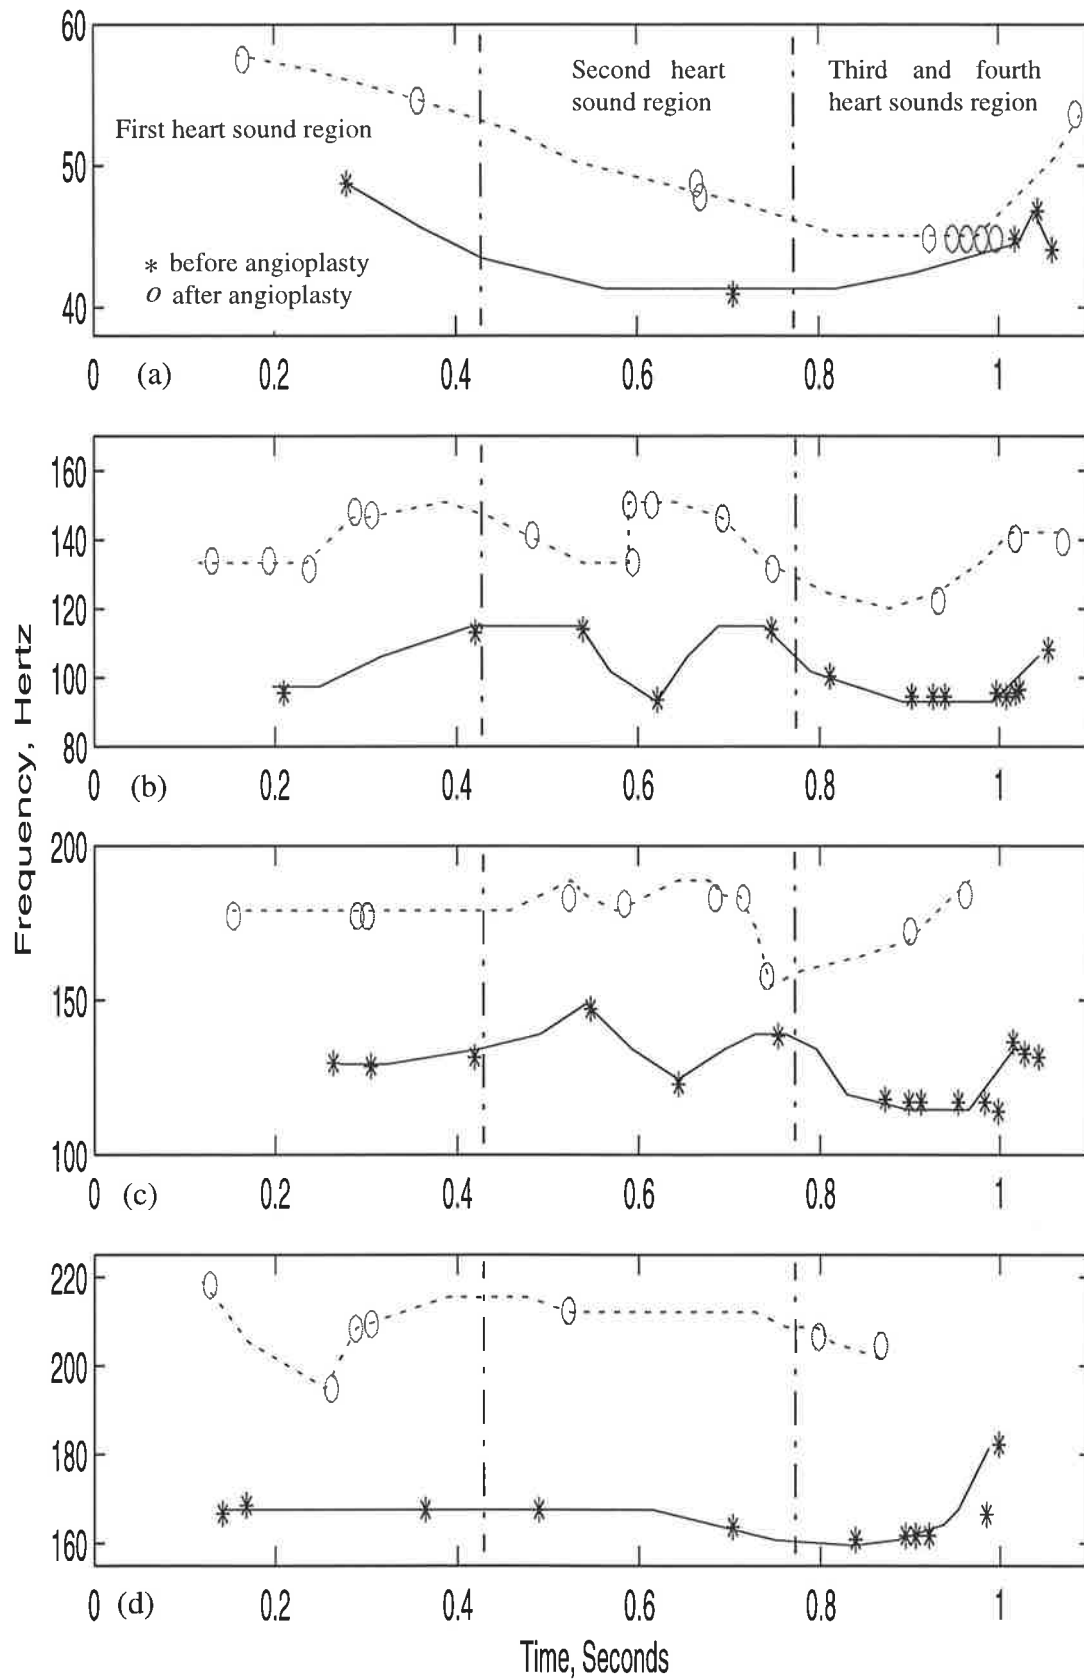 60
50
40
First heart sound region
Second heart
sound region
Third and fourth
heart sounds region
* before angioplasty
o after angioplasty
0 (a) 0.2 0.4 0.6 0.8 1
160
140
120
100
80
0 (b) 0.2 0.4 0.6 0.8 1
Frequency, Hertz
200
150
100
0 (c) 0.2 0.4 0.6 0.8 1
220
200
180
160
0 (d) 0.2 0.4 0.6 0.8 1
Time, Seconds